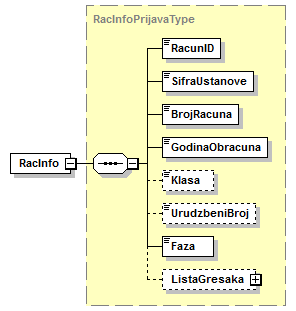 RacInfoPrijavaType
RacunID
SifraUstanove
BrojRacuna
GodinaObracuna
RacInfo
Klasa
UrudzbeniBroj
Faza
ListaGresaka